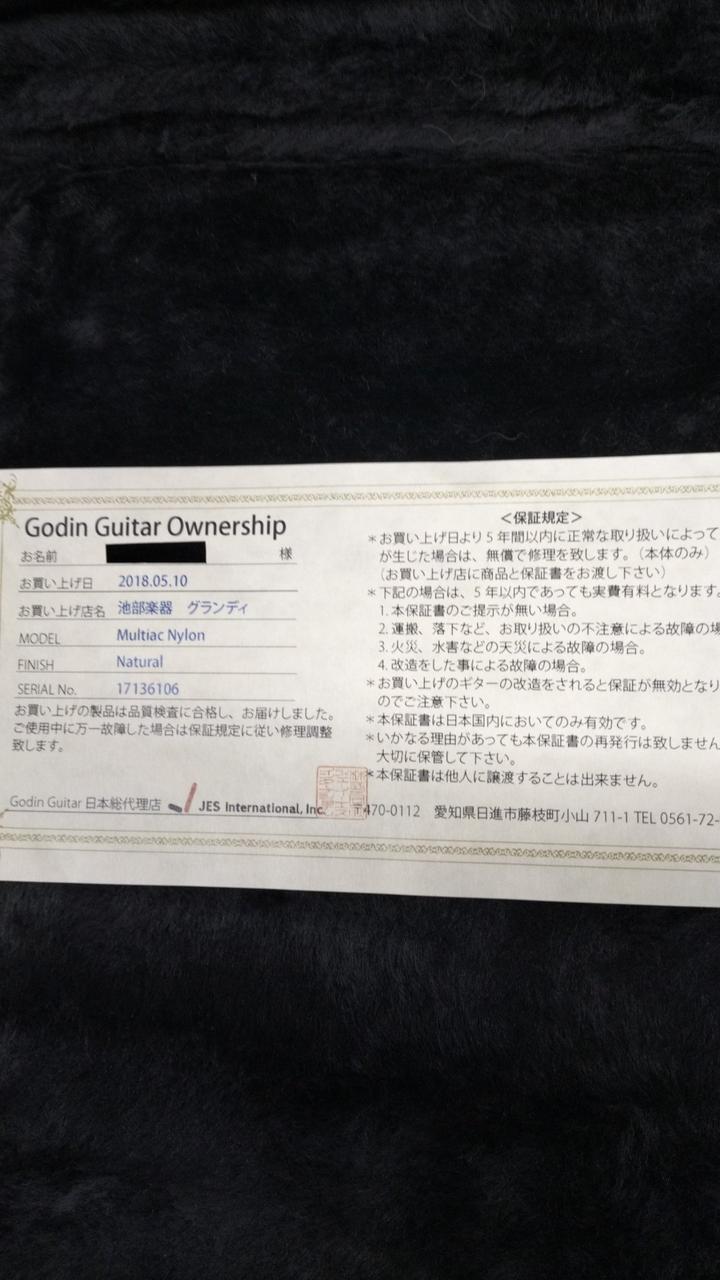 Godin Guitar Ownership
お名前 様
お買い上げ日 2018.05.10
お買い上げ店名 池部楽器 グランディ
MODEL Multiac Nylon
FINISH Natural
SERIAL No. 17136106
お買い上げの製品は品質検査に合格し、お届けしました。
ご使用中に万一故障した場合は保証規定に従い修理調整
致します。
Godin Guitar 日本総代理店 JES International, Inc.
＜保証規定＞
＊お買い上げ日より5年間以内に正常な取り扱いによって
が生じた場合は、無償で修理を致します。（本体のみ）
（お買い上げ店に商品と保証書をお渡し下さい）
＊下記の場合は、5年以内であっても実費有料となります。
1. 本保証書のご提示が無い場合。
2. 運搬、落下など、お取り扱いの不注意による故障の場
3. 火災、水害などの天災による故障の場合。
4. 改造をした事による故障の場合。
＊お買い上げのギターの改造をされると保証が無効となり
のでご注意下さい。
＊本保証書は日本国内においてのみ有効です。
＊いかなる理由があっても本保証書の再発行は致しません
大切に保管して下さい。
＊本保証書は他人に譲渡することは出来ません。
470-0112 愛知県日進市藤枝町小山 711-1 TEL 0561-72-